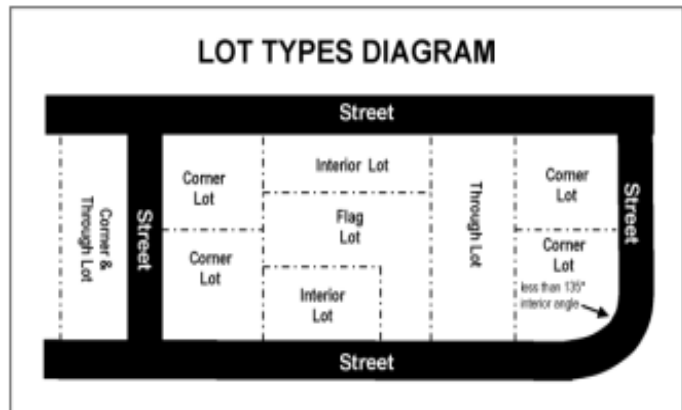 LOT TYPES DIAGRAM
Street
Corner &
Through Lot
Street
Corner
Lot
Corner
Lot
Interior Lot
Flag
Lot
Interior
Lot
Through Lot
Corner
Lot
Corner
Lot
less than 135°
interior angle
Street
Street